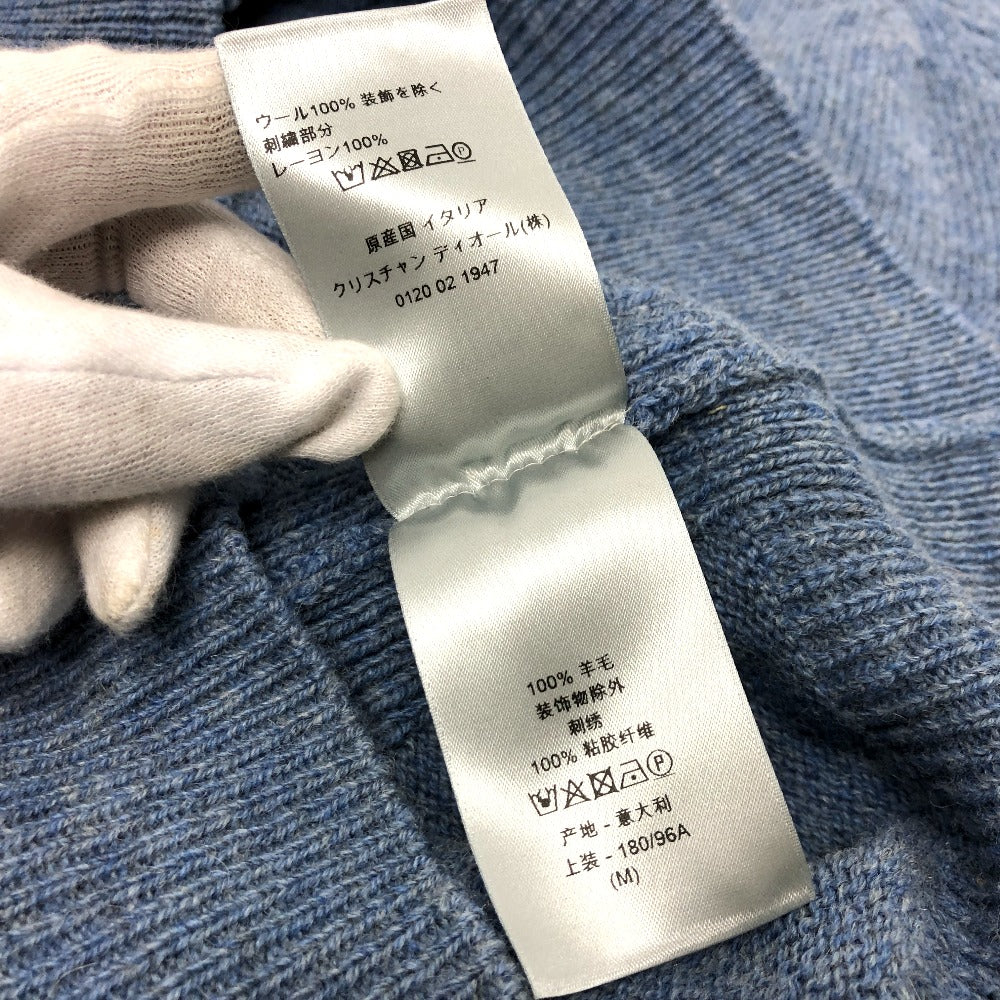 ウール100% 装飾を除く
刺繍部分
レーヨン100%
原産国 イタリア
クリスチャン ディオール(株)
0120 02 1947
100% 羊毛
装饰物除外
刺绣
100% 粘胶纤维
产地 - 意大利
上装 - 180/96A
(M)